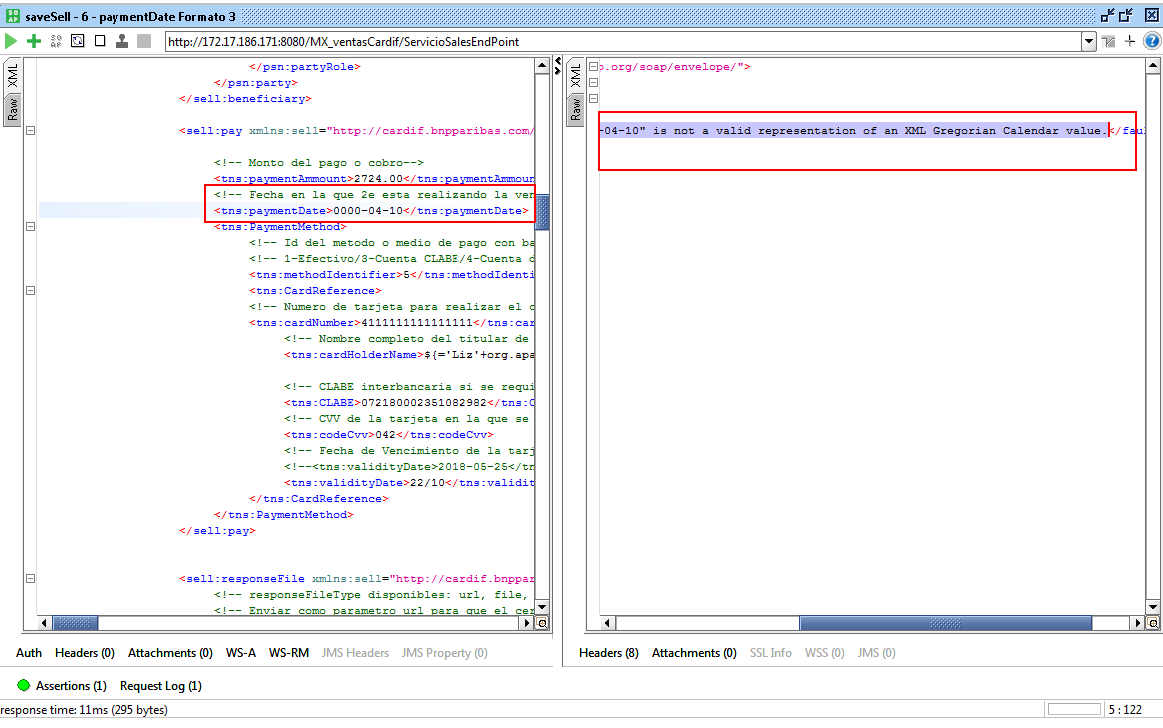 saveSell - 6 - paymentDate Formato 3
http://172.17.186.171:8080/MX_ventasCardif/ServicioSalesEndPoint
XML
Raw
</psn:partyRole>
</psn:party>
</sell:beneficiary>
<sell:pay xmlns:sell="http://cardif.bnpparibas.com/
<!-- Monto del pago o cobro-->
<tns:paymentAmmount>2724.00</tns:paymentAmmoun
<!-- Fecha en la que 2e esta realizando la ven
<tns:paymentDate>0000-04-10</tns:paymentDate>
<tns:PaymentMethod>
<!-- Id del metodo o medio de pago con ba
<!-- 1-Efectivo/3-Cuenta CLABE/4-Cuenta d
<tns:methodIdentifier>5</tns:methodIdenti
<tns:CardReference>
<!-- Numero de tarjeta para realizar el c
<tns:cardNumber>4111111111111111</tns:car
<!-- Nombre completo del titular de
<tns:cardHolderName>${='Liz'+org.apa
<!-- CLABE interbancaria si se requi
<tns:CLABE>072180002351082982</tns:C
<!-- CVV de la tarjeta en la que se
<tns:codeCvv>042</tns:codeCvv>
<!-- Fecha de Vencimiento de la tarj
<!--<tns:validityDate>2018-05-25</tn
<tns:validityDate>22/10</tns:validit
</tns:CardReference>
</tns:PaymentMethod>
</sell:pay>
<sell:responseFile xmlns:sell="http://cardif.bnppar
<!-- responseFileType disponibles: url, file,
<!-- Enviar como parametro url para que el cer
XML
Raw
p.org/soap/envelope/">
-04-10" is not a valid representation of an XML Gregorian Calendar value.</faul
Auth Headers (0) Attachments (0) WS-A WS-RM JMS Headers JMS Property (0)
Headers (8) Attachments (0) SSL Info WSS (0) JMS (0)
Assertions (1) Request Log (1)
response time: 11ms (295 bytes)
5 : 122